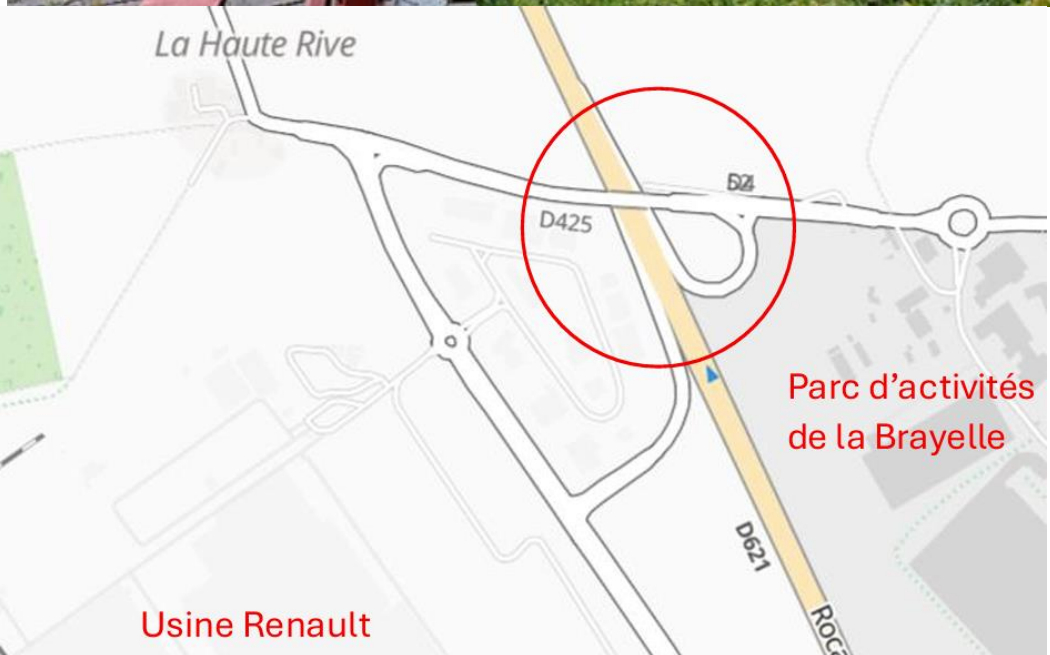 La Haute Rive
D425
Parc d’activités
de la Brayelle
D621
Usine Renault